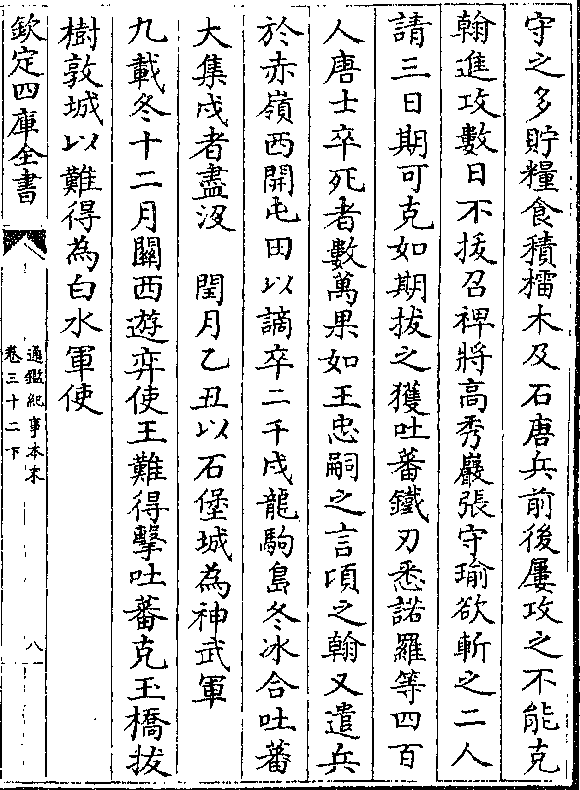 守之多貯糧食積檑木及石唐兵前後屢攻之不能克
翰進攻數日不拔召裨將高秀巖張守瑜欲斬之二人
請三日期可克如期拔之獲吐蕃鐵刃悉諾羅等四百
人唐士卒死者數萬果如王忠嗣之言頃之翰又遣兵
於赤嶺西開屯田以謫卒二千戍龍駒島冬冰合吐蕃
大集戍者盡沒　閏月乙丑以石堡城為神武軍
九載冬十二月關西遊弈使王難得擊吐蕃克五橋拔
樹敦城以難得為白水軍使
欽定四庫全書
通鑑紀事本末
卷三十二下
八